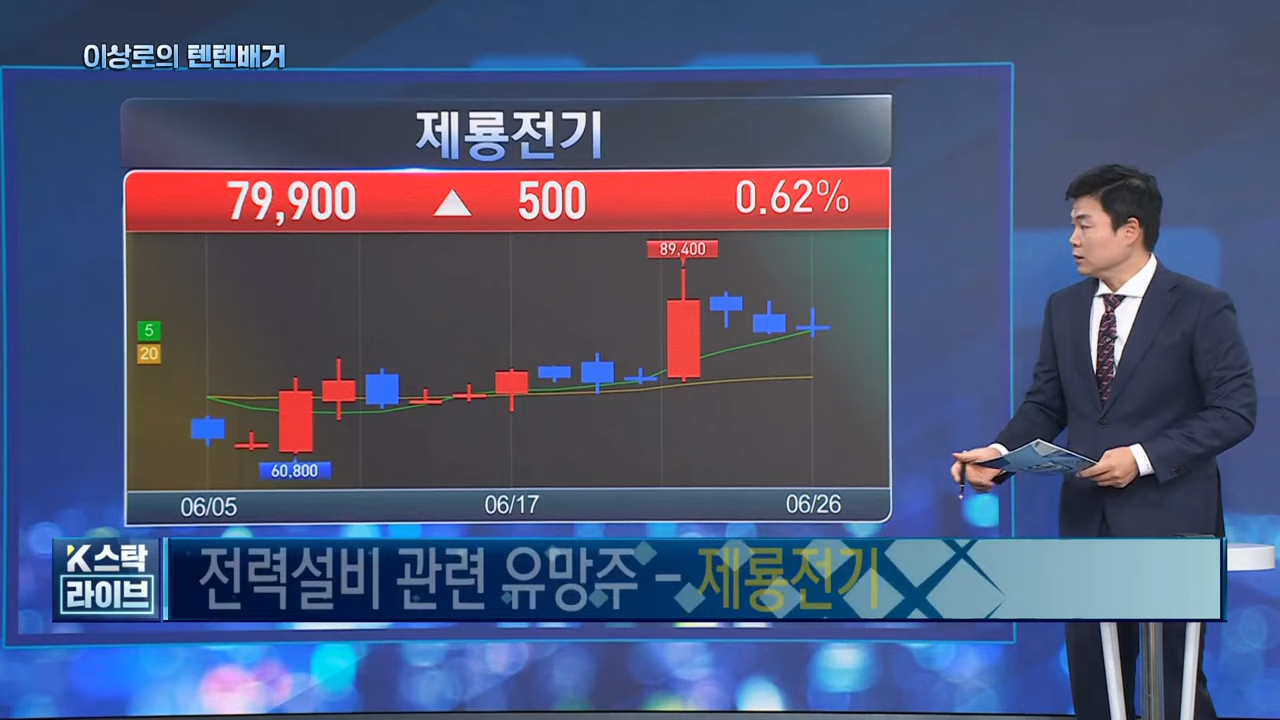 이상로의 텐텐배거
제룡전기
79,900 ▲ 500 0.62%
89,400
5
20
60,800
06/05 06/17 06/26
K스탁
라이브
전력설비 관련 유망주 - 제룡전기